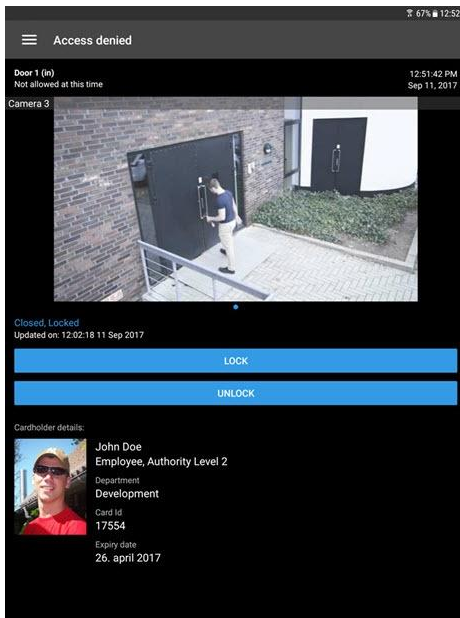 67% 12:52
Access denied
Door 1 (in)
Not allowed at this time
12:51:42 PM
Sep 11, 2017
Camera 3
Closed, Locked
Updated on: 12:02:18 11 Sep 2017
LOCK
UNLOCK
Cardholder details:
John Doe
Employee, Authority Level 2
Department
Development
Card Id
17554
Expiry date
26. april 2017